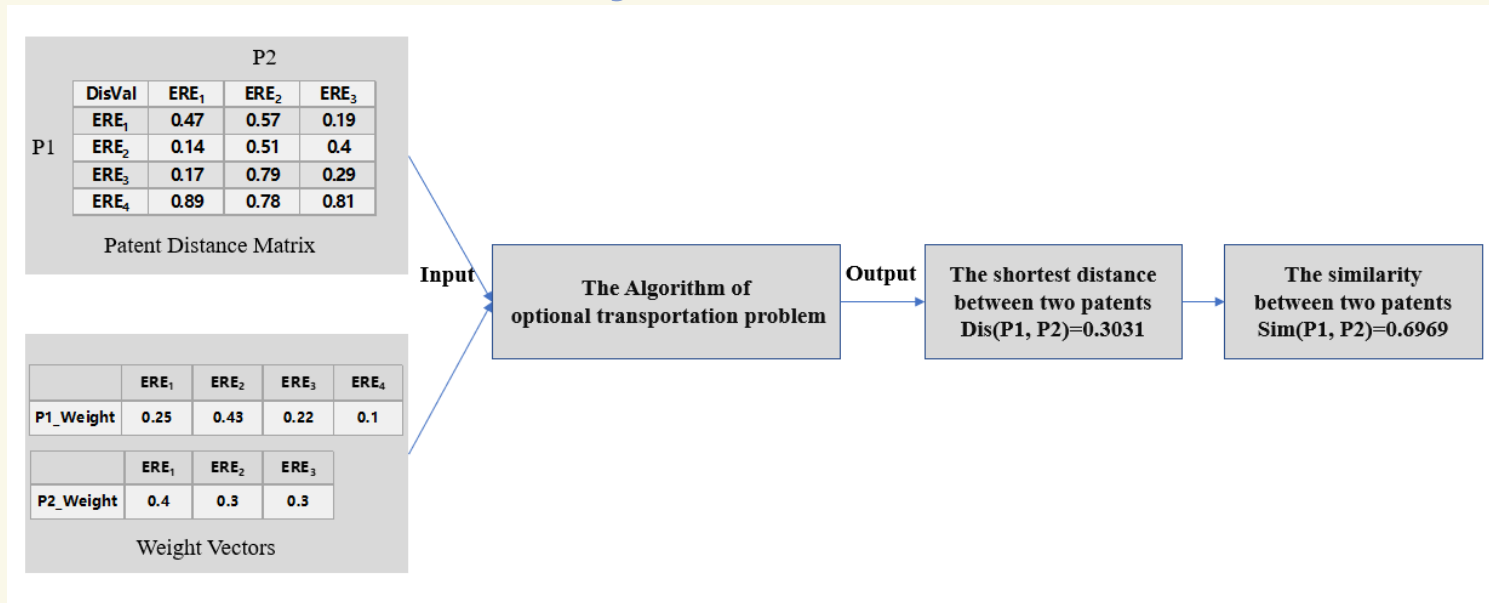 P2
P1
DisVal ERE₁ ERE₂ ERE₃
ERE₁ 0.47 0.57 0.19
ERE₂ 0.14 0.51 0.4
ERE₃ 0.17 0.79 0.29
ERE₄ 0.89 0.78 0.81
Patent Distance Matrix
ERE₁ ERE₂ ERE₃ ERE₄
P1_Weight 0.25 0.43 0.22 0.1
ERE₁ ERE₂ ERE₃
P2_Weight 0.4 0.3 0.3
Weight Vectors
Input
The Algorithm of
optional transportation problem
Output
The shortest distance
between two patents
Dis(P1, P2)=0.3031
The similarity
between two patents
Sim(P1, P2)=0.6969